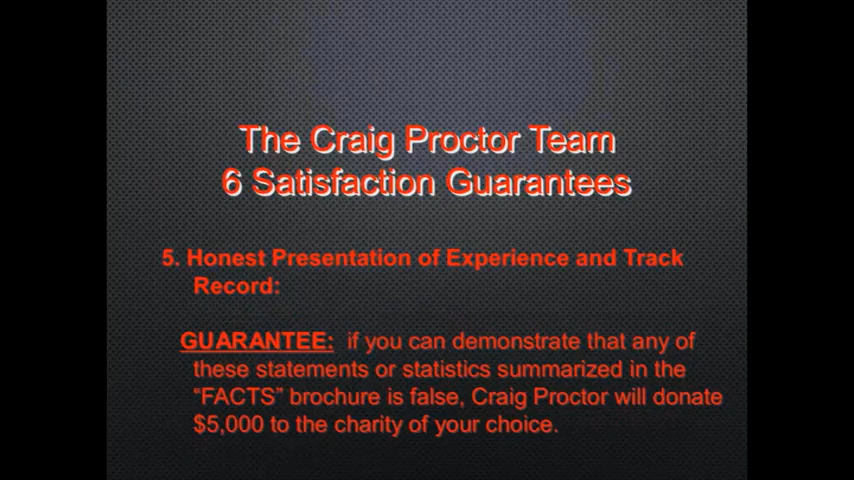 The Craig Proctor Team
6 Satisfaction Guarantees
5. Honest Presentation of Experience and Track
Record:
GUARANTEE: if you can demonstrate that any of
these statements or statistics summarized in the
“FACTS” brochure is false, Craig Proctor will donate
$5,000 to the charity of your choice.